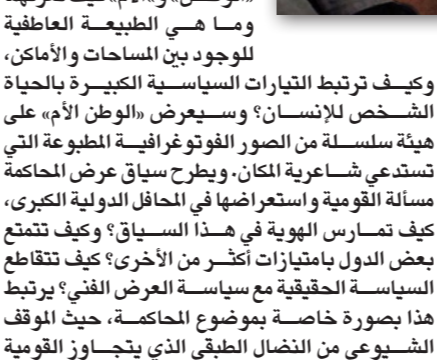 وما هي الطبيعة العاطفية
للوجود بين المساحات والأماكن،
وكيف ترتبط التيارات السياسية الكبيرة بالحياة
الشخص للإنسان؟ وسيعرض «الوطن الأم» على
هيئة سلسلة من الصور الفوتوغرافية المطبوعة التي
تستدعي شاعرية المكان. ويطرح سياق عرض المحاكمة
مسألة القومية واستعراضها في المحافل الدولية الكبرى،
كيف تمارس الهوية في هذا السياق؟ وكيف تتمتع
بعض الدول بامتيازات أكثر من الأخرى؟ كيف تتقاطع
السياسة الحقيقية مع سياسة العرض الفني؟ يرتبط
هذا بصورة خاصة بموضوع المحاكمة، حيث الموقف
الشيوعي من النضال الطبقي الذي يتجاوز القومية